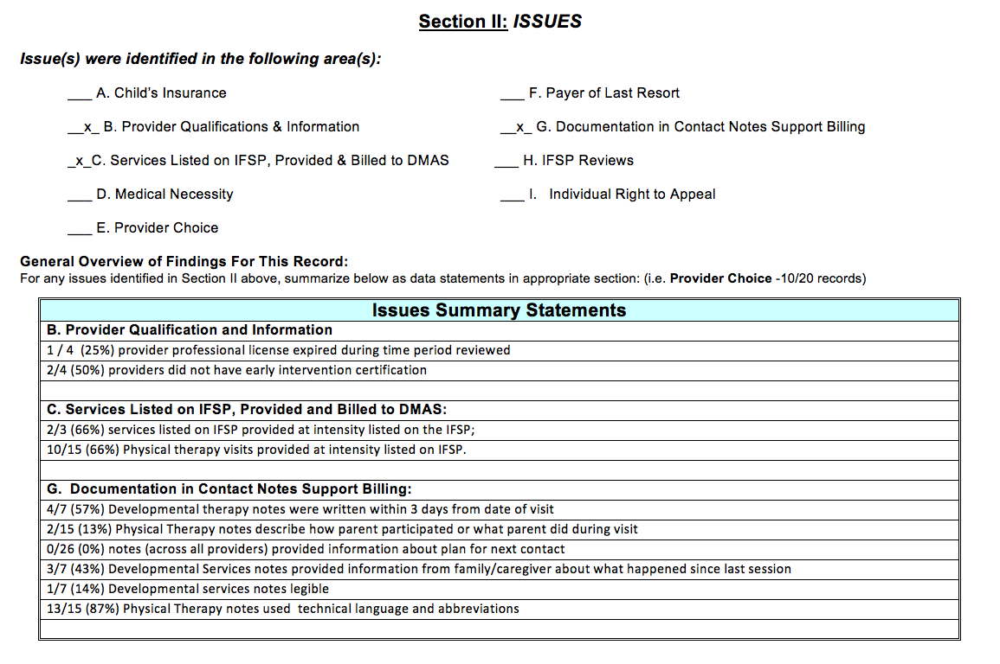 Section II: ISSUES
Issue(s) were identified in the following area(s):
___ A. Child's Insurance
___ F. Payer of Last Resort
__x_ B. Provider Qualifications & Information
__x_ G. Documentation in Contact Notes Support Billing
_x_C. Services Listed on IFSP, Provided & Billed to DMAS
___ H. IFSP Reviews
___ D. Medical Necessity
___ I. Individual Right to Appeal
___ E. Provider Choice
General Overview of Findings For This Record:
For any issues identified in Section II above, summarize below as data statements in appropriate section: (i.e. Provider Choice -10/20 records)
Issues Summary Statements
B. Provider Qualification and Information
1 / 4 (25%) provider professional license expired during time period reviewed
2/4 (50%) providers did not have early intervention certification
C. Services Listed on IFSP, Provided and Billed to DMAS:
2/3 (66%) services listed on IFSP provided at intensity listed on the IFSP;
10/15 (66%) Physical therapy visits provided at intensity listed on IFSP.
G. Documentation in Contact Notes Support Billing:
4/7 (57%) Developmental therapy notes were written within 3 days from date of visit
2/15 (13%) Physical Therapy notes describe how parent participated or what parent did during visit
0/26 (0%) notes (across all providers) provided information about plan for next contact
3/7 (43%) Developmental Services notes provided information from family/caregiver about what happened since last session
1/7 (14%) Developmental services notes legible
13/15 (87%) Physical Therapy notes used technical language and abbreviations